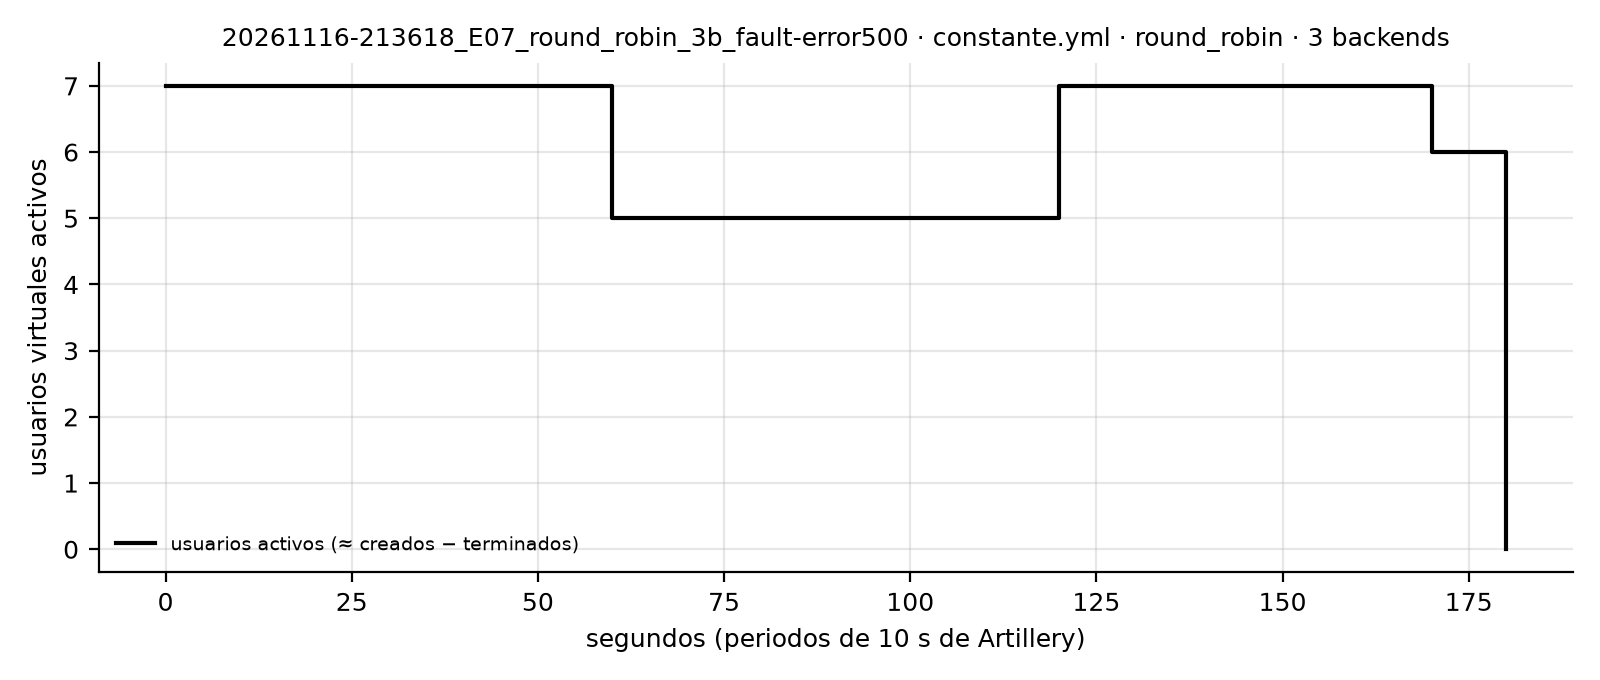 20261116-213618_E07_round_robin_3b_fault-error500 · constante.yml · round_robin · 3 backends
usuarios virtuales activos
7
6
5
4
3
2
1
0
usuarios activos (≈ creados − terminados)
0 25 50 75 100 125 150 175
segundos (periodos de 10 s de Artillery)